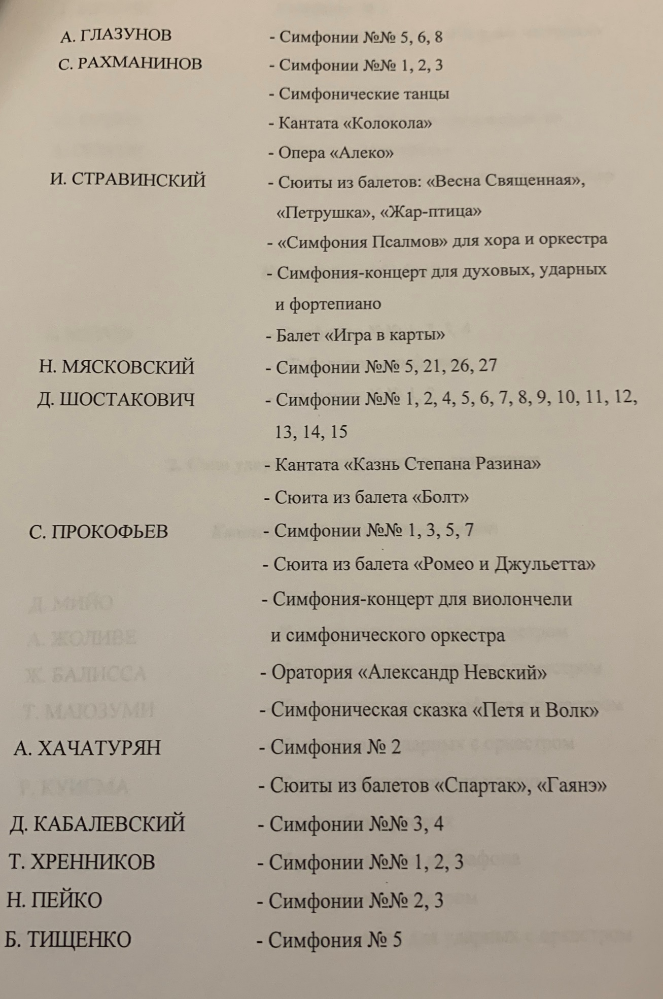 А. ГЛАЗУНОВ - Симфонии №№ 5, 6, 8
С. РАХМАНИНОВ - Симфонии №№ 1, 2, 3
- Симфонические танцы
- Кантата «Колокола»
- Опера «Алеко»
И. СТРАВИНСКИЙ - Сюиты из балетов: «Весна Священная»,
«Петрушка», «Жар-птица»
- «Симфония Псалмов» для хора и оркестра
- Симфония-концерт для духовых, ударных
и фортепиано
- Балет «Игра в карты»
Н. МЯСКОВСКИЙ - Симфонии №№ 5, 21, 26, 27
Д. ШОСТАКОВИЧ - Симфонии №№ 1, 2, 4, 5, 6, 7, 8, 9, 10, 11, 12,
13, 14, 15
- Кантата «Казнь Степана Разина»
- Сюита из балета «Болт»
С. ПРОКОФЬЕВ - Симфонии №№ 1, 3, 5, 7
- Сюита из балета «Ромео и Джульетта»
- Симфония-концерт для виолончели
и симфонического оркестра
Д. МИЙО
А. ЖОЛИВЕ
Ж. БАЛИССА - Оратория «Александр Невский»
Т. МАЮЗУМИ - Симфоническая сказка «Петя и Волк»
А. ХАЧАТУРЯН - Симфония № 2
- Сюиты из балетов «Спартак», «Гаянэ»
Д. КАБАЛЕВСКИЙ - Симфонии №№ 3, 4
Т. ХРЕННИКОВ - Симфонии №№ 1, 2, 3
Н. ПЕЙКО - Симфонии №№ 2, 3
Б. ТИЩЕНКО - Симфония № 5